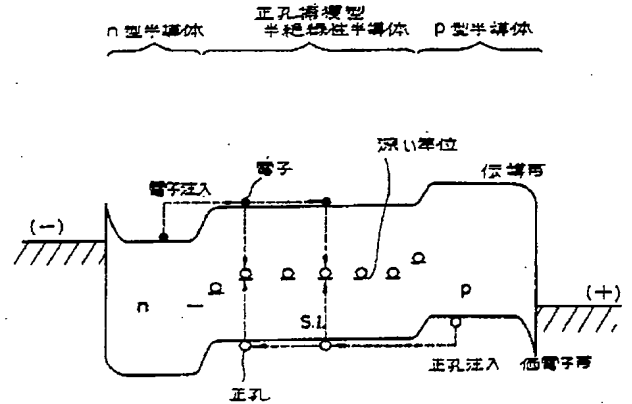 正孔捕獲型
n型半導体 半絶縁性半導体 p型半導体
深い準位
電子
伝導帯
電子注入
(−)
(+)
n
p
S.I.
正孔
正孔注入
価電子帯